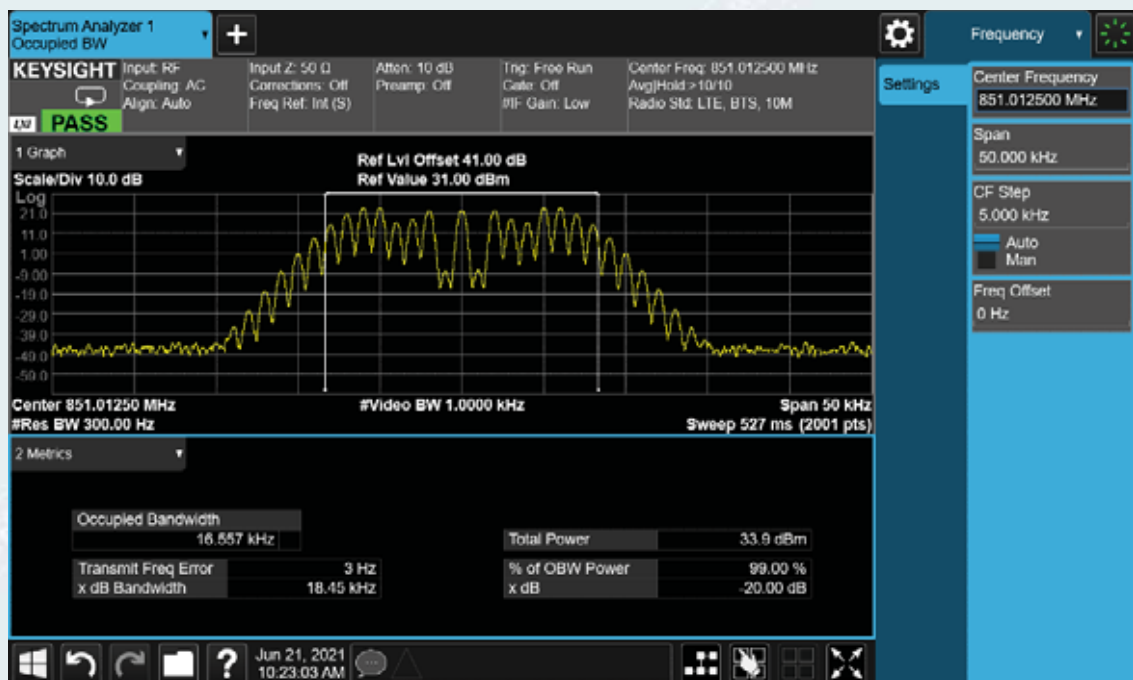 Spectrum Analyzer 1
Occupied BW
+
Frequency
KEYSIGHT
Input: RF
Coupling: AC
Align: Auto
Input Z: 50 Ω
Corrections: Off
Freq Ref: Int (S)
Atten: 10 dB
Preamp: Off
Trig: Free Run
Gate: Off
#IF Gain: Low
Center Freq: 851.012500 MHz
Avg|Hold:>10/10
Radio Std: LTE, BTS, 10M
PASS
Settings
Center Frequency
851.012500 MHz
Span
50.000 kHz
CF Step
5.000 kHz
Auto
Man
Freq Offset
0 Hz
1 Graph
Scale/Div 10.0 dB
Ref Lvl Offset 41.00 dB
Ref Value 31.00 dBm
Log
21.0
11.0
1.00
-9.00
-19.0
-29.0
-39.0
-49.0
-59.0
Center 851.01250 MHz
#Video BW 1.0000 kHz
Span 50 kHz
#Res BW 300.00 Hz
Sweep 527 ms (2001 pts)
2 Metrics
Occupied Bandwidth
16.557 kHz
Total Power 33.9 dBm
Transmit Freq Error 3 Hz
% of OBW Power 99.00 %
x dB Bandwidth 18.45 kHz
x dB -20.00 dB
?
Jun 21, 2021
10:23:03 AM